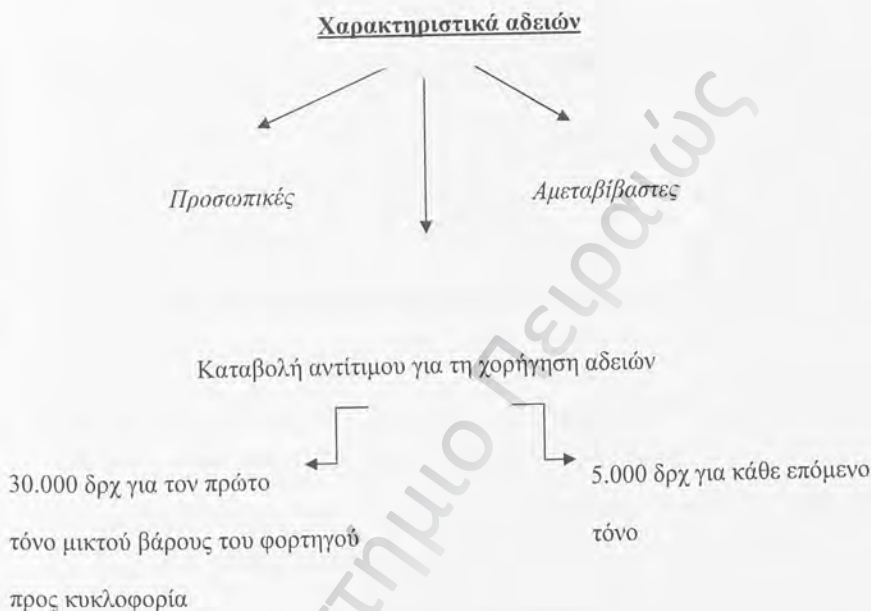 Χαρακτηριστικά αδειών
Προσωπικές
Αμεταβίβαστες
Καταβολή αντίτιμου για τη χορήγηση αδειών
30.000 δρχ για τον πρώτο
τόνο μικτού βάρους του φορτηγού
προς κυκλοφορία
5.000 δρχ για κάθε επόμενο
τόνο
Πειραιώς